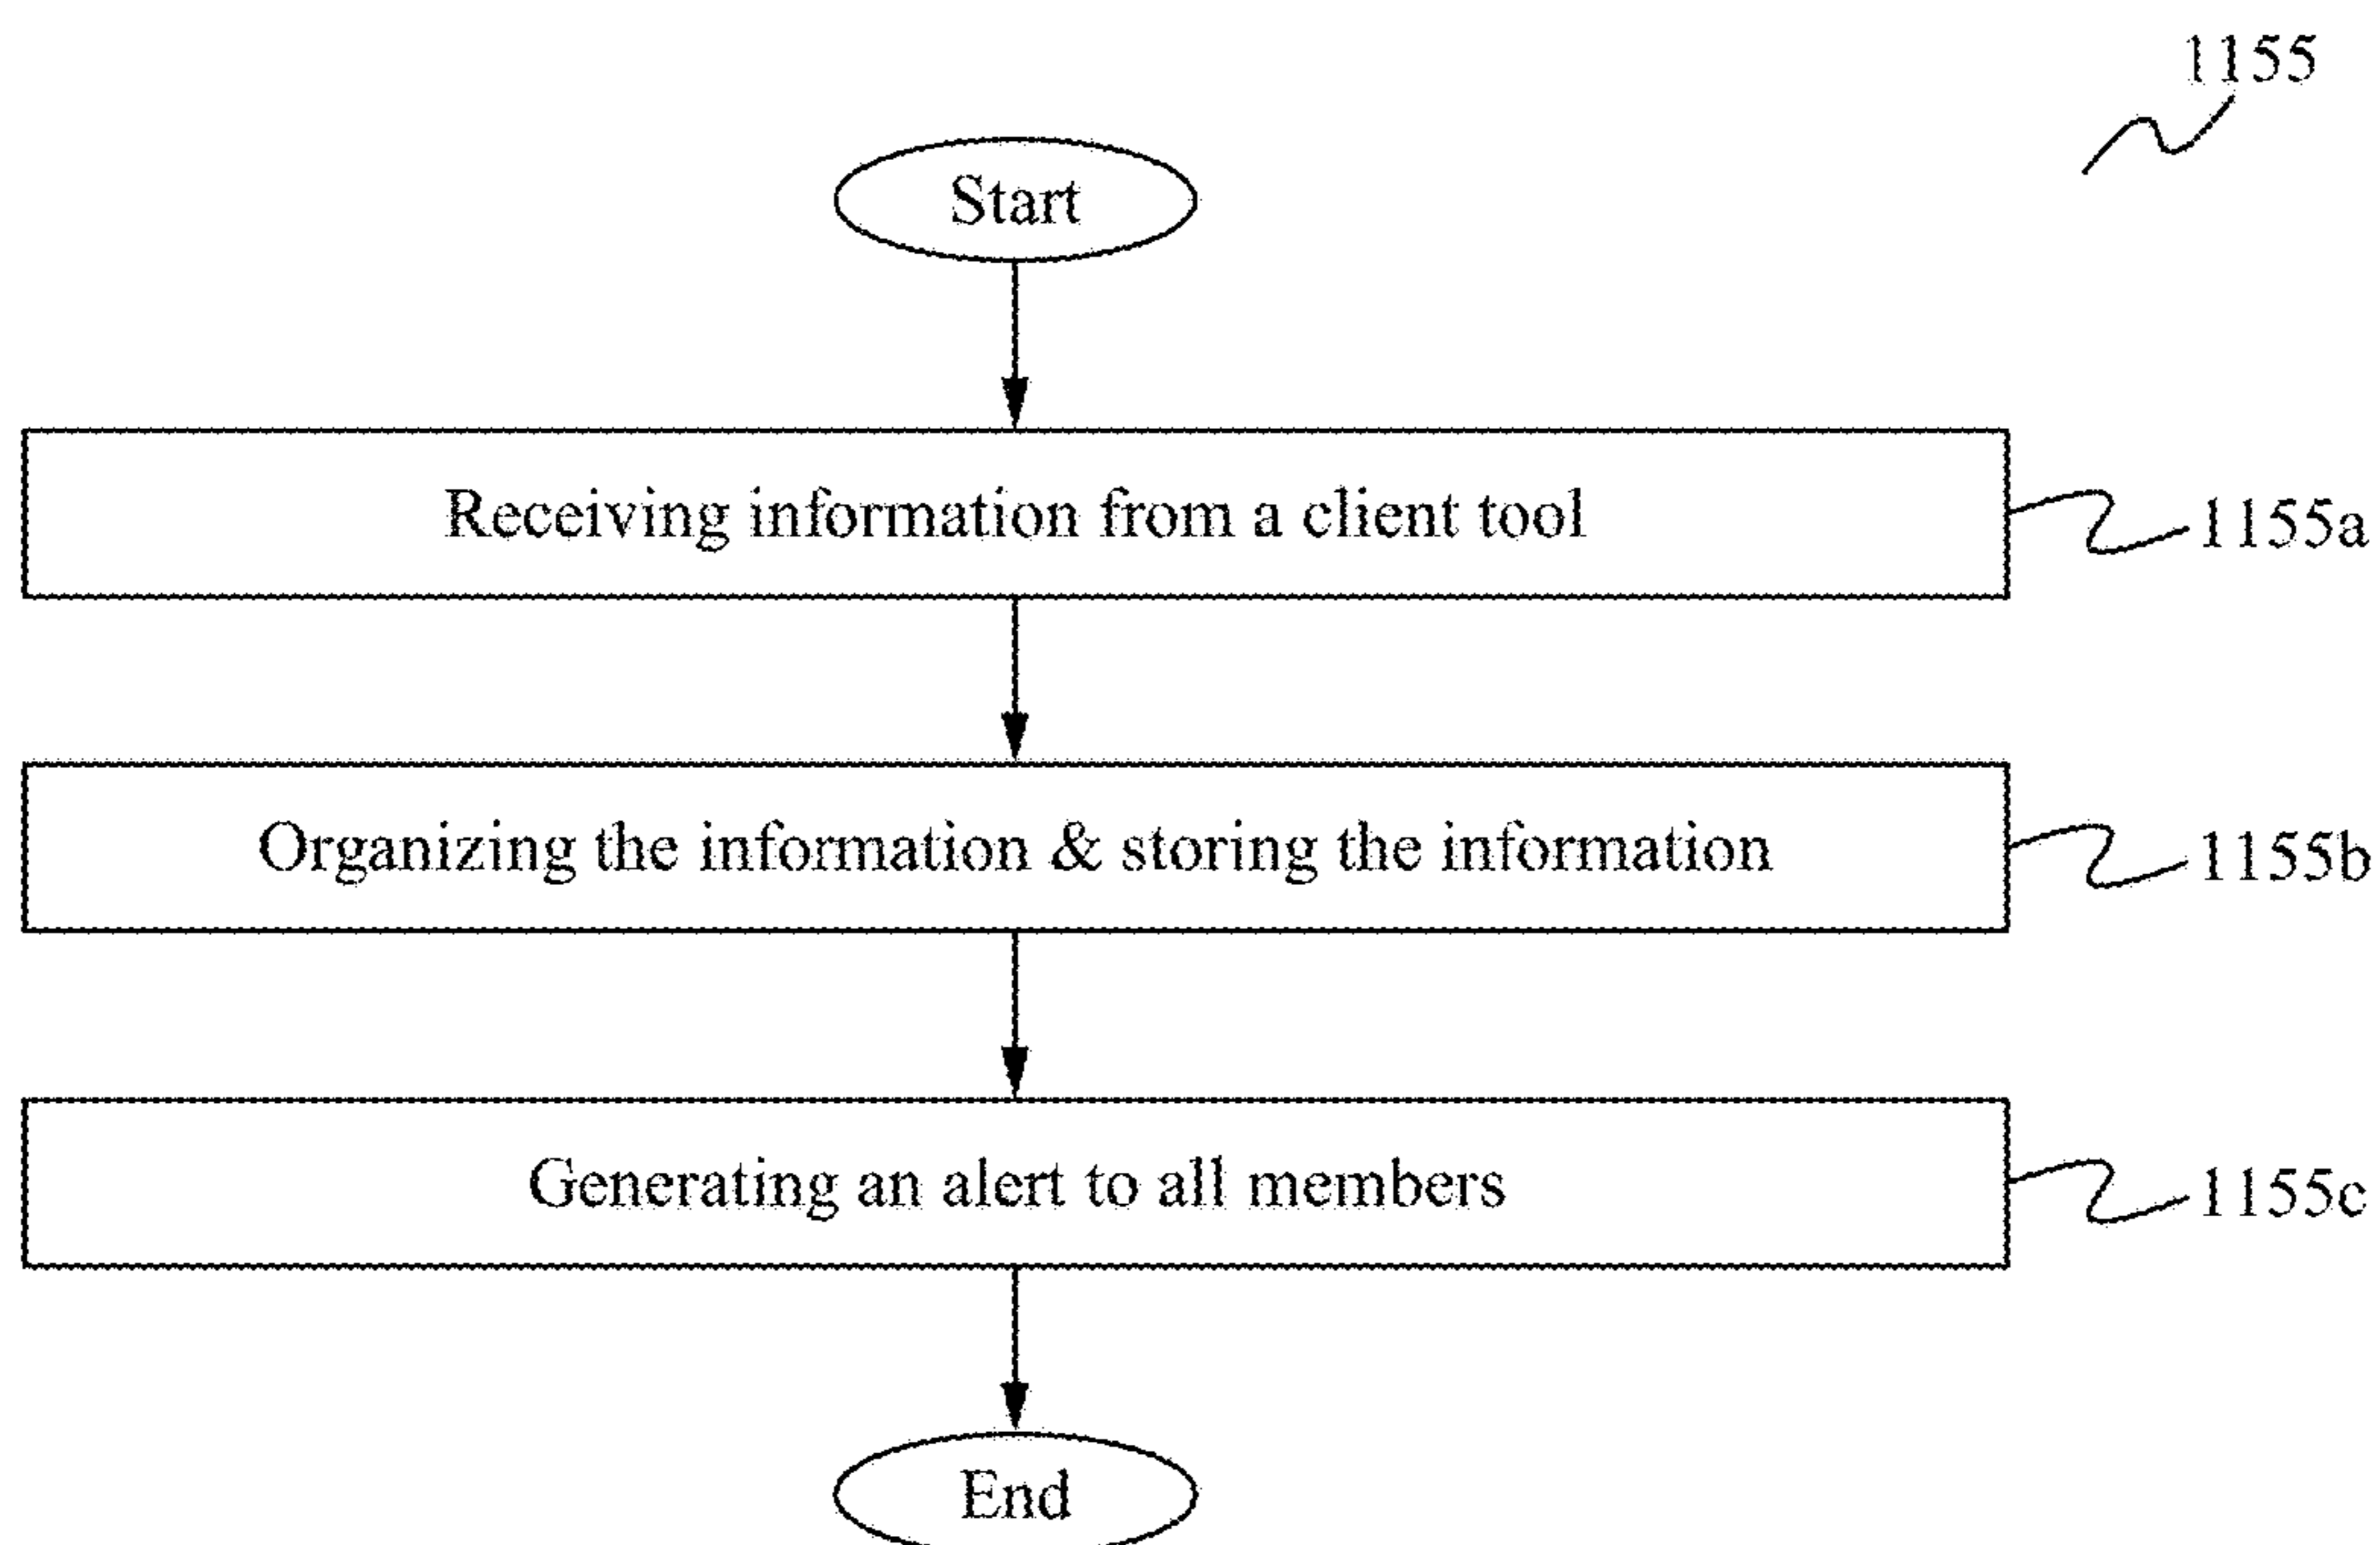 1155
Start
Receiving information from a client tool
1155a
Organizing the information & storing the information
1155b
Generating an alert to all members
1155c
End